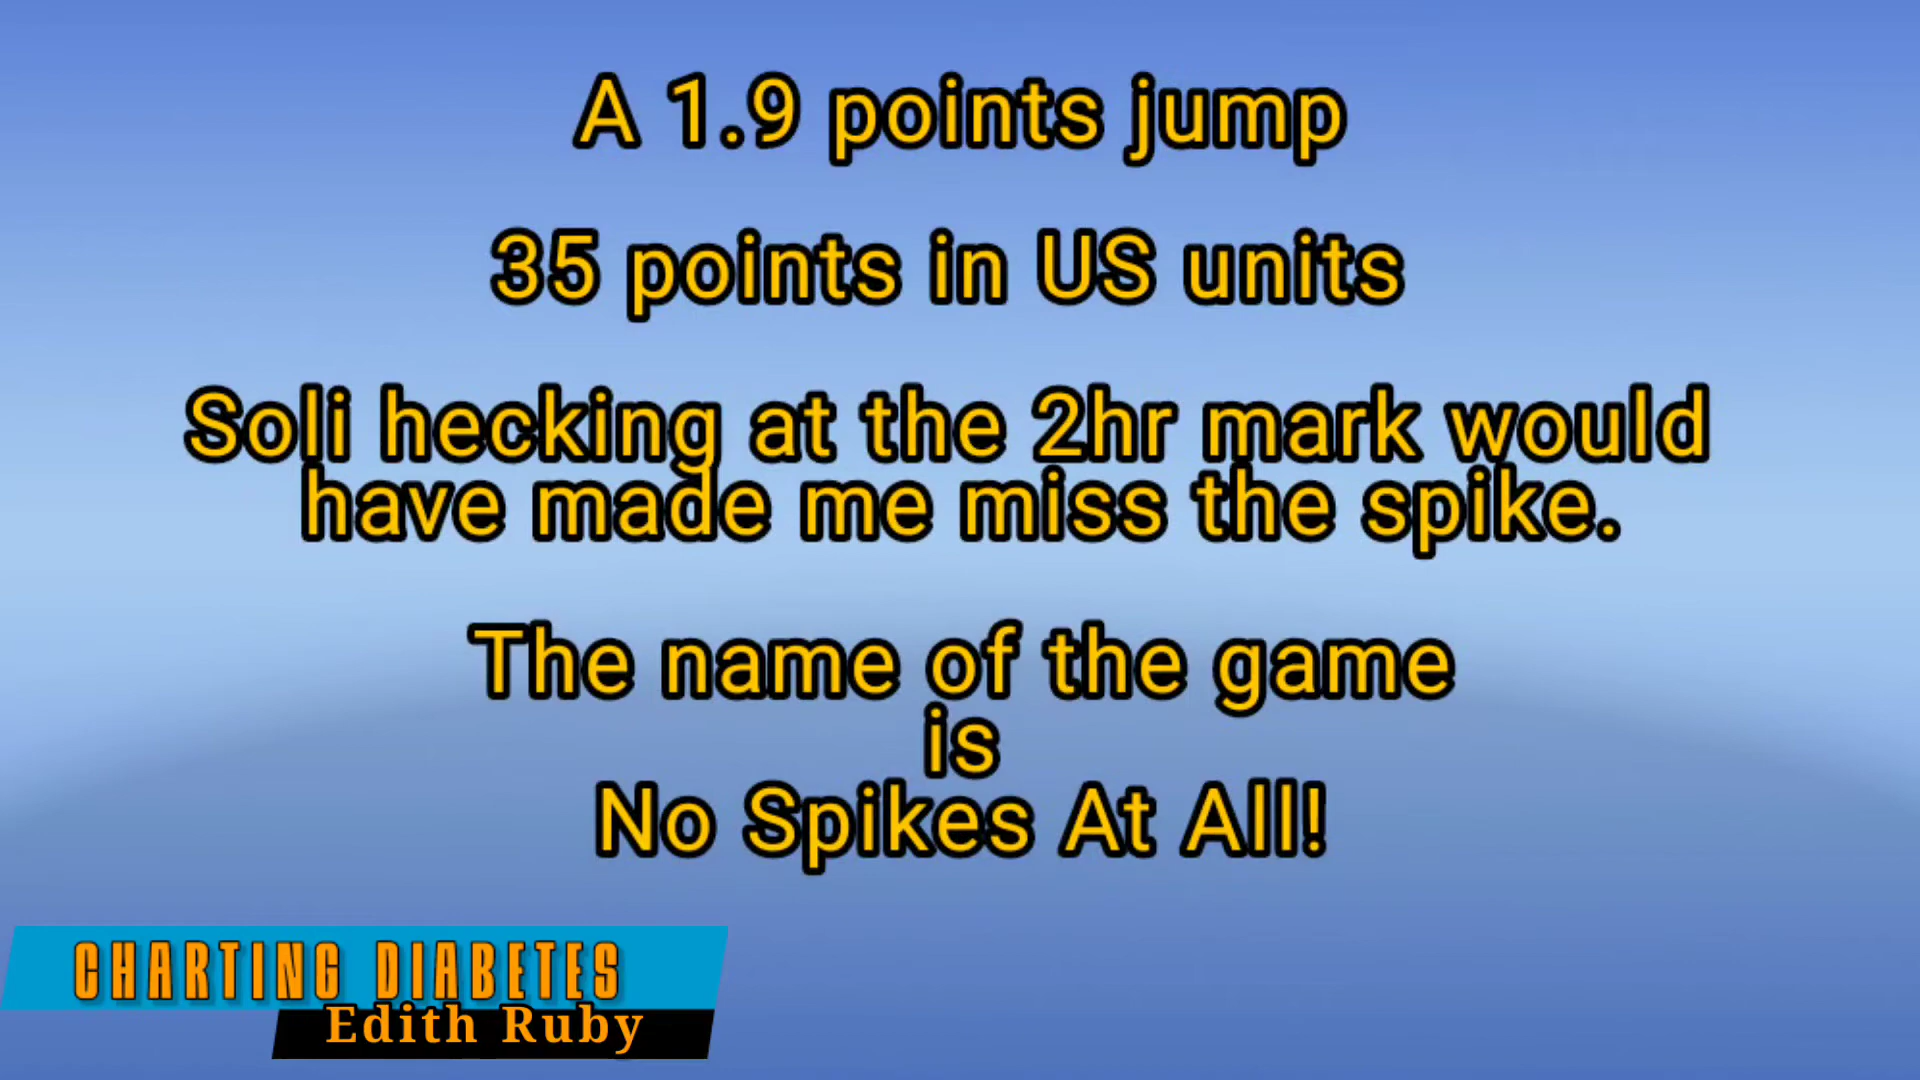 A 1.9 points jump
35 points in US units
Soli hecking at the 2hr mark would
have made me miss the spike.
The name of the game
is
No Spikes At All!
CHARTING DIABETES
Edith Ruby